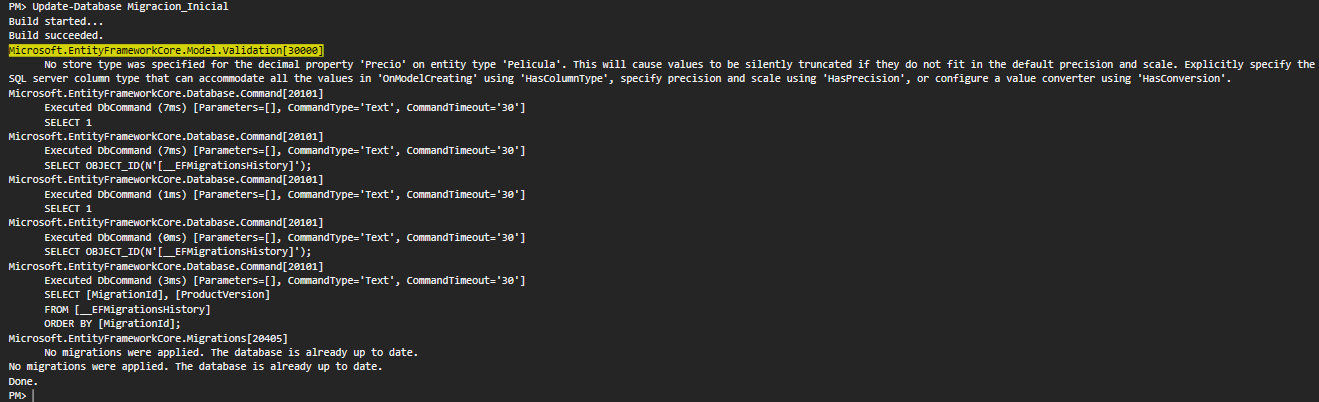 PM> Update-Database Migracion_Inicial
Build started...
Build succeeded.
Microsoft.EntityFrameworkCore.Model.Validation[30000]
No store type was specified for the decimal property 'Precio' on entity type 'Pelicula'. This will cause values to be silently truncated if they do not fit in the default precision and scale. Explicitly specify the
SQL server column type that can accommodate all the values in 'OnModelCreating' using 'HasColumnType', specify precision and scale using 'HasPrecision', or configure a value converter using 'HasConversion'.
Microsoft.EntityFrameworkCore.Database.Command[20101]
Executed DbCommand (7ms) [Parameters=[], CommandType='Text', CommandTimeout='30']
SELECT 1
Microsoft.EntityFrameworkCore.Database.Command[20101]
Executed DbCommand (7ms) [Parameters=[], CommandType='Text', CommandTimeout='30']
SELECT OBJECT_ID(N'[__EFMigrationsHistory]');
Microsoft.EntityFrameworkCore.Database.Command[20101]
Executed DbCommand (1ms) [Parameters=[], CommandType='Text', CommandTimeout='30']
SELECT 1
Microsoft.EntityFrameworkCore.Database.Command[20101]
Executed DbCommand (0ms) [Parameters=[], CommandType='Text', CommandTimeout='30']
SELECT OBJECT_ID(N'[__EFMigrationsHistory]');
Microsoft.EntityFrameworkCore.Database.Command[20101]
Executed DbCommand (3ms) [Parameters=[], CommandType='Text', CommandTimeout='30']
SELECT [MigrationId], [ProductVersion]
FROM [__EFMigrationsHistory]
ORDER BY [MigrationId];
Microsoft.EntityFrameworkCore.Migrations[20405]
No migrations were applied. The database is already up to date.
No migrations were applied. The database is already up to date.
Done.
PM>